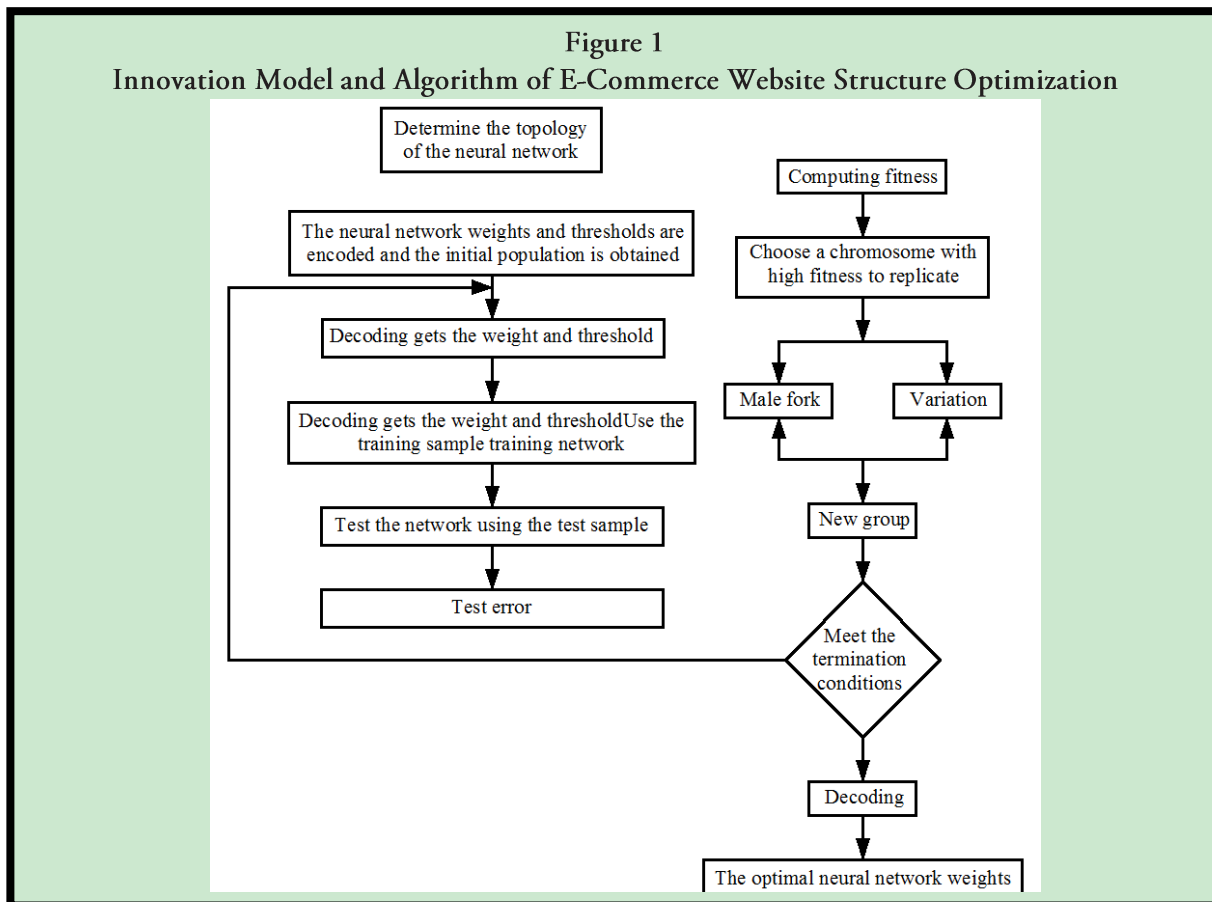 Figure 1
Innovation Model and Algorithm of E-Commerce Website Structure Optimization
Determine the topology
of the neural network
The neural network weights and thresholds are
encoded and the initial population is obtained
Decoding gets the weight and threshold
Decoding gets the weight and thresholdUse the
training sample training network
Test the network using the test sample
Test error
Computing fitness
Choose a chromosome with
high fitness to replicate
Male fork
Variation
New group
Meet the
termination
conditions
Decoding
The optimal neural network weights